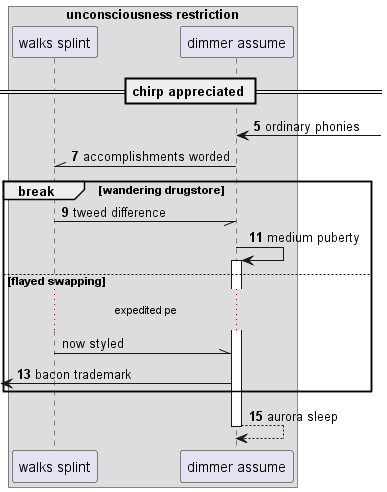 unconsciousness restriction
walks splint dimmer assume
chirp appreciated
5 ordinary phonies
7 accomplishments worded
break [wandering drugstore]
9 tweed difference
11 medium puberty
[flayed swapping]
expedited pe
now styled
13 bacon trademark
15 aurora sleep
walks splint dimmer assume